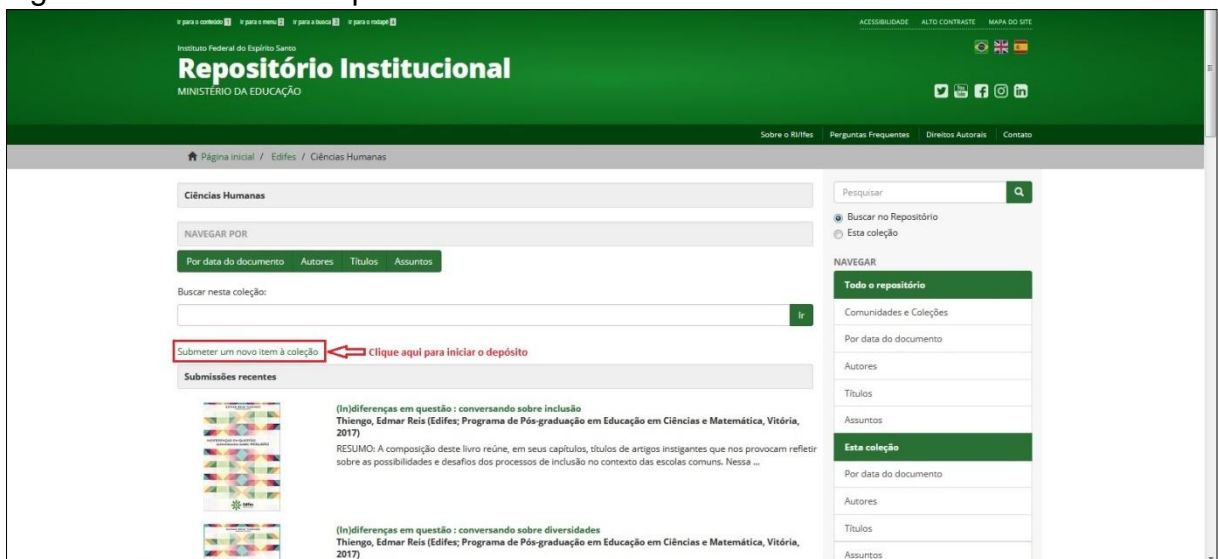 Ir para o conteúdo 1 Ir para o menu 2 Ir para a busca 3 Ir para o rodapé 4
ACESSIBILIDADE ALTO CONTRASTE MAPA DO SITE
Instituto Federal do Espírito Santo
Repositório Institucional
MINISTÉRIO DA EDUCAÇÃO
Sobre o RI/Ifes Perguntas Frequentes Direitos Autorais Contato
Página inicial / Edifes / Ciências Humanas
Ciências Humanas
NAVEGAR POR
Por data do documento Autores Títulos Assuntos
Buscar nesta coleção:
Ir
Submeter um novo item à coleção
Clique aqui para iniciar o depósito
Submissões recentes
(In)diferenças em questão : conversando sobre inclusão
Thiengo, Edmar Reis (Edifes; Programa de Pós-graduação em Educação em Ciências e Matemática, Vitória,
2017)
RESUMO: A composição deste livro reúne, em seus capítulos, títulos de artigos instigantes que nos provocam refletir
sobre as possibilidades e desafios dos processos de inclusão no contexto das escolas comuns. Nessa ...
(In)diferenças em questão : conversando sobre diversidades
Thiengo, Edmar Reis (Edifes; Programa de Pós-graduação em Educação em Ciências e Matemática, Vitória,
2017)
Pesquisar
Buscar no Repositório
Esta coleção
NAVEGAR
Todo o repositório
Comunidades e Coleções
Por data do documento
Autores
Títulos
Assuntos
Esta coleção
Por data do documento
Autores
Títulos
Assuntos